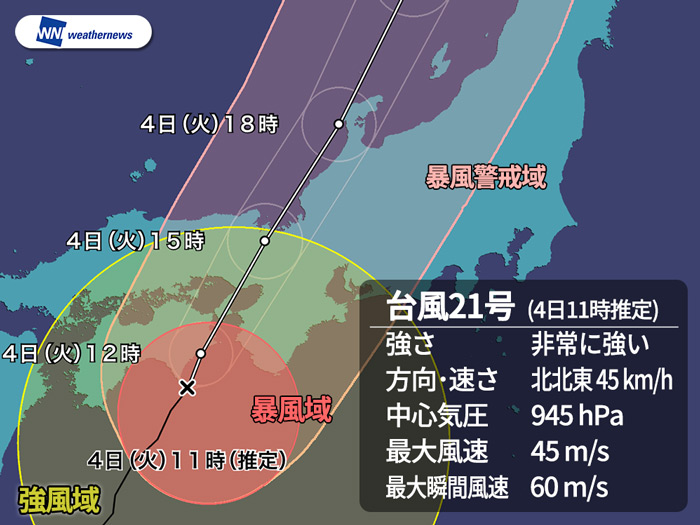 WNI weathernews
4日（火）18時
暴風警戒域
4日（火）15時
台風21号 (4日11時推定)
強さ 非常に強い
4日（火）12時
方向・速さ 北北東 45 km/h
暴風域
中心気圧 945 hPa
最大風速 45 m/s
4日（火）11時（推定）
最大瞬間風速 60 m/s
強風域